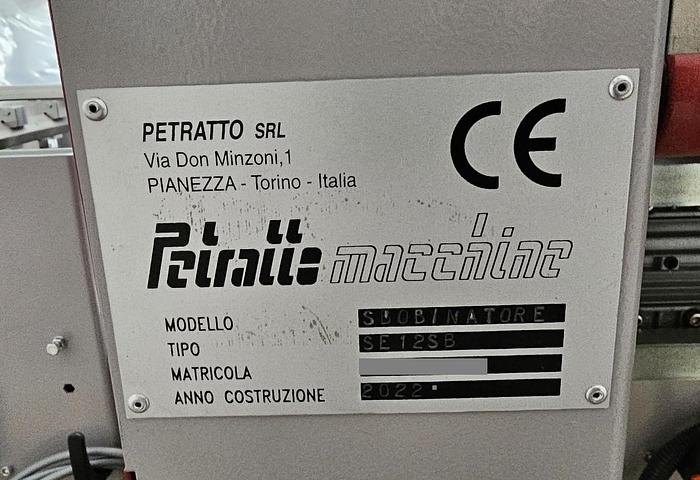 PETRATTO SRL
Via Don Minzoni,1
PIANEZZA - Torino - Italia
CE
Petratto macchine
MODELLO SBOBINATORE
TIPO SE12SB
MATRICOLA
ANNO COSTRUZIONE 2022